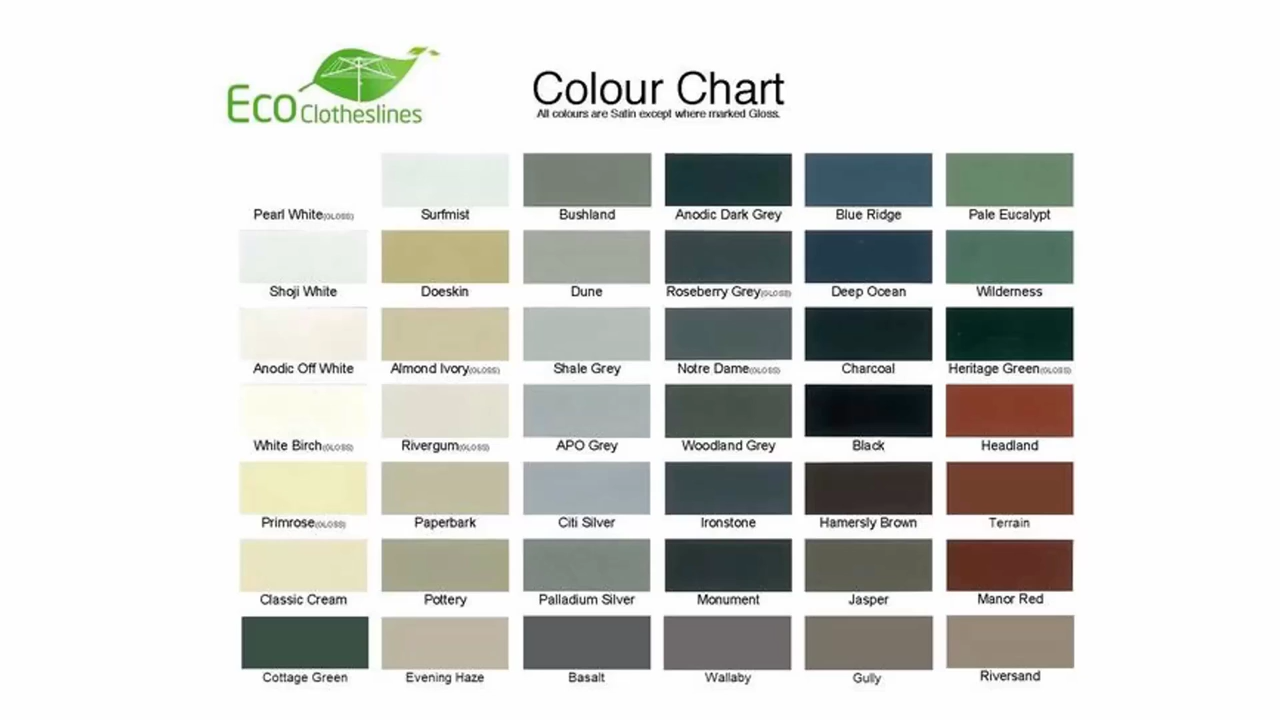 Eco Clotheslines
Colour Chart
All colours are Satin except where marked Gloss.
Pearl White(GLOSS) Surfmist Bushland Anodic Dark Grey Blue Ridge Pale Eucalypt
Shoji White Doeskin Dune Roseberry Grey(GLOSS) Deep Ocean Wilderness
Anodic Off White Almond Ivory(GLOSS) Shale Grey Notre Dame(GLOSS) Charcoal Heritage Green(GLOSS)
White Birch(GLOSS) Rivergum(GLOSS) APO Grey Woodland Grey Black Headland
Primrose(GLOSS) Paperbark Citi Silver Ironstone Hamersly Brown Terrain
Classic Cream Pottery Palladium Silver Monument Jasper Manor Red
Cottage Green Evening Haze Basalt Wallaby Gully Riversand